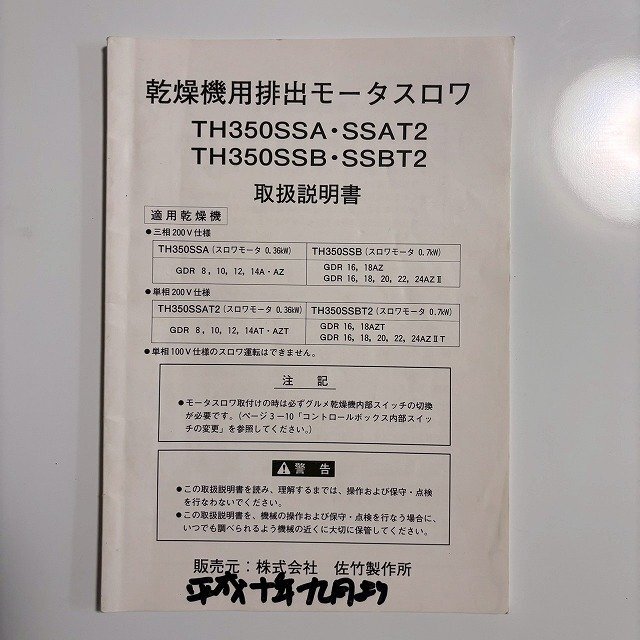 乾燥機用排出モータスロワ
TH350SSA・SSAT2
TH350SSB・SSBT2
取扱説明書
適用乾燥機
●三相200V仕様
TH350SSA(スロワモータ 0.36kW) TH350SSB(スロワモータ 0.7kW)
GDR 8, 10, 12, 14A・AZ
GDR 16, 18AZ
GDR 16, 18, 20, 22, 24AZⅡ
●単相200V仕様
TH350SSAT2(スロワモータ 0.36kW) TH350SSBT2(スロワモータ 0.7kW)
GDR 8, 10, 12, 14AT・AZT
GDR 16, 18AZT
GDR 16, 18, 20, 22, 24AZⅡT
●単相100V仕様のスロワ運転はできません。
注 記
●モータスロワ取付けの時は必ずグルメ乾燥機内部スイッチの切換
が必要です。(ページ3－10「コントロールボックス内部スイッ
チの変更」を参照してください。)
警 告
●この取扱説明書を読み、理解するまでは、操作および保守・点検
を行なわないでください。
●この取扱説明書を、機械の操作および保守・点検を行なう場合に、
いつでも調べられるよう機械の近くに大切に保管してください。
販売元：株式会社 佐竹製作所
平成十年九月より